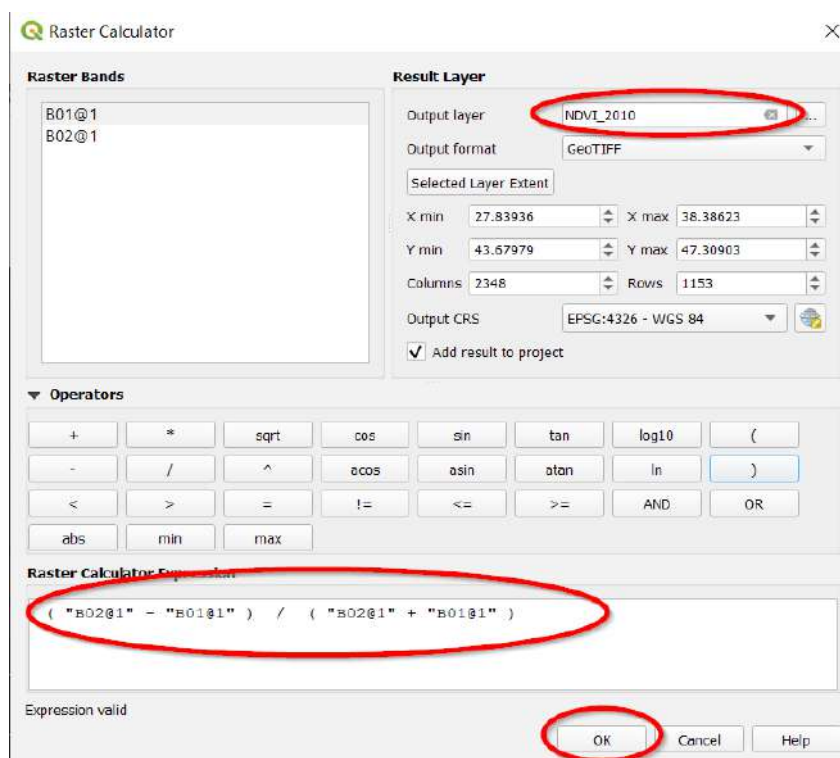 Raster Calculator
Raster Bands
B01@1
B02@1
Result Layer
Output layer NDVI_2010 ...
Output format GeoTIFF
Selected Layer Extent
X min 27.83936 X max 38.38623
Y min 43.67979 Y max 47.30903
Columns 2348 Rows 1153
Output CRS EPSG:4326 - WGS 84
Add result to project
Operators
+ * sqrt cos sin tan log10 (
- / ^ acos asin atan ln )
< > = != <= >= AND OR
abs min max
Raster Calculator Expression
( "B02@1" - "B01@1" ) / ( "B02@1" + "B01@1" )
Expression valid
OK Cancel Help